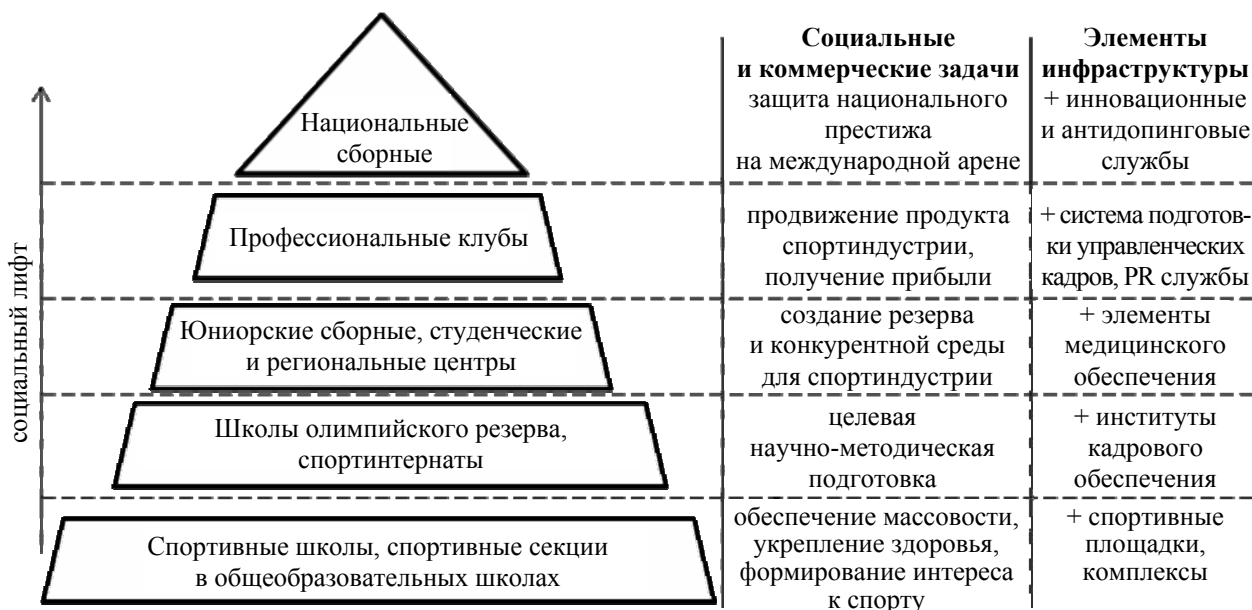 социальный лифт
Национальные
сборные
Профессиональные клубы
Юниорские сборные, студенческие
и региональные центры
Школы олимпийского резерва,
спортинтернаты
Спортивные школы, спортивные секции
в общеобразовательных школах
Социальные
и коммерческие задачи
защита национального
престижа
на международной арене
продвижение продукта
спортиндустрии,
получение прибыли
создание резерва
и конкурентной среды
для спортиндустрии
целевая
научно-методическая
подготовка
обеспечение массовости,
укрепление здоровья,
формирование интереса
к спорту
Элементы
инфраструктуры
+ инновационные
и антидопинговые
службы
+ система подготов-
ки управленческих
кадров, PR службы
+ элементы
медицинского
обеспечения
+ институты
кадрового
обеспечения
+ спортивные
площадки,
комплексы